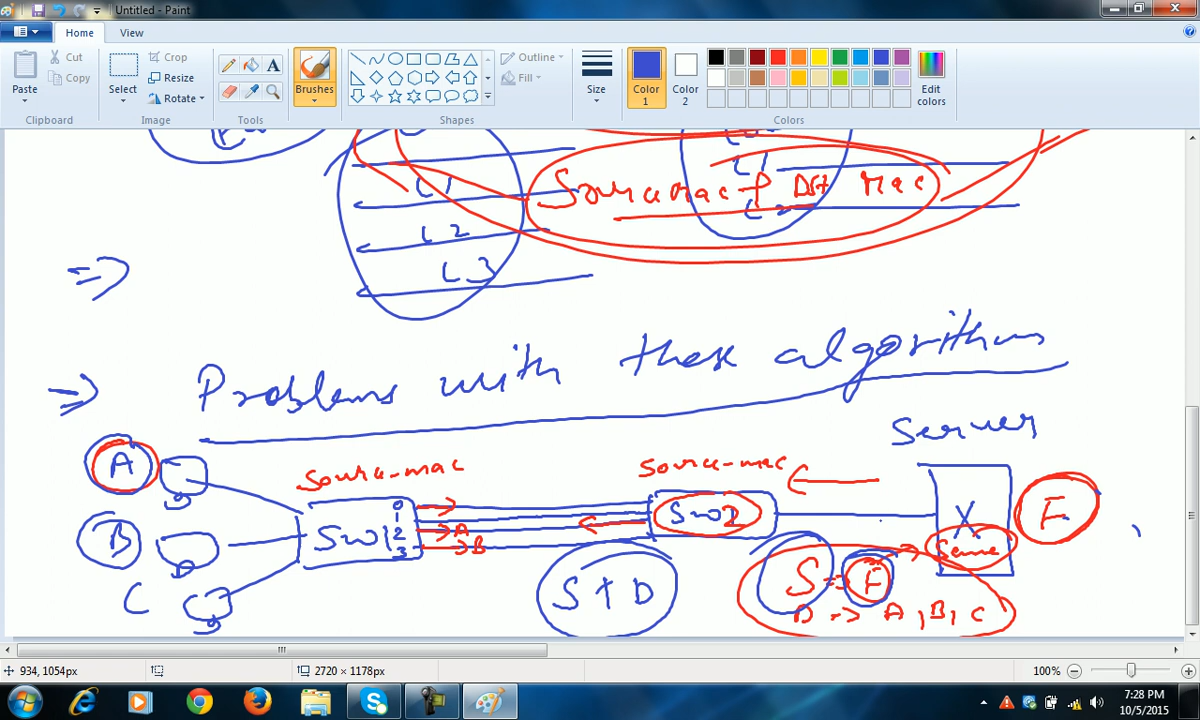 Untitled - Paint
Home View
Paste
Cut
Copy
Clipboard
Select
Crop
Resize
Rotate
Image
A
Tools
Brushes
Outline
Fill
Shapes
Size
Color 1
Color 2
Edit colors
Colors
L1
L2
L3
L1
Source mac + Dst Mac
=>
=> Problems with these algorithms
Server
A
B
C
Source-mac
SW1
0
1
2
3
A
B
Source-mac
SW2
X
Same
F
S + D
S => F
D => A, B, C
934, 1054px
2720 × 1178px
100%
7:28 PM
10/5/2015